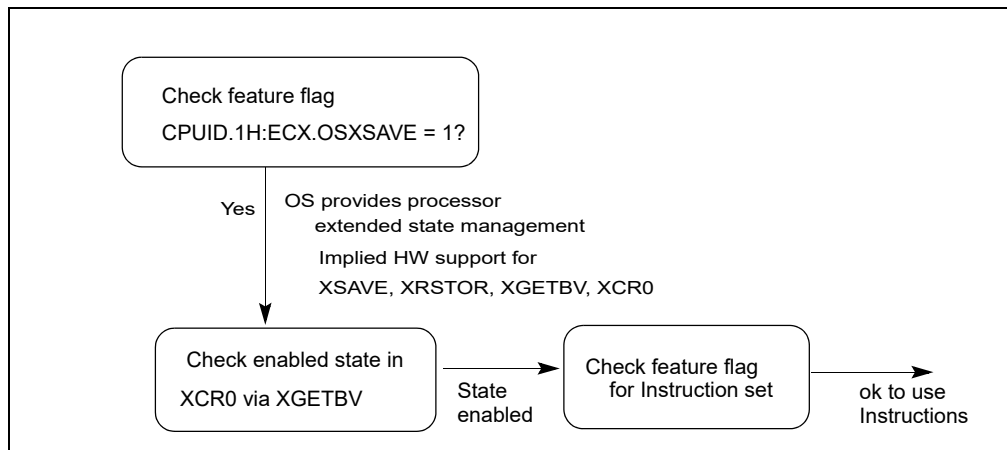 Check feature flag
CPUID.1H:ECX.OSXSAVE = 1?
Yes
OS provides processor
extended state management
Implied HW support for
XSAVE, XRSTOR, XGETBV, XCR0
Check enabled state in
XCR0 via XGETBV
State
enabled
Check feature flag
for Instruction set
ok to use
Instructions